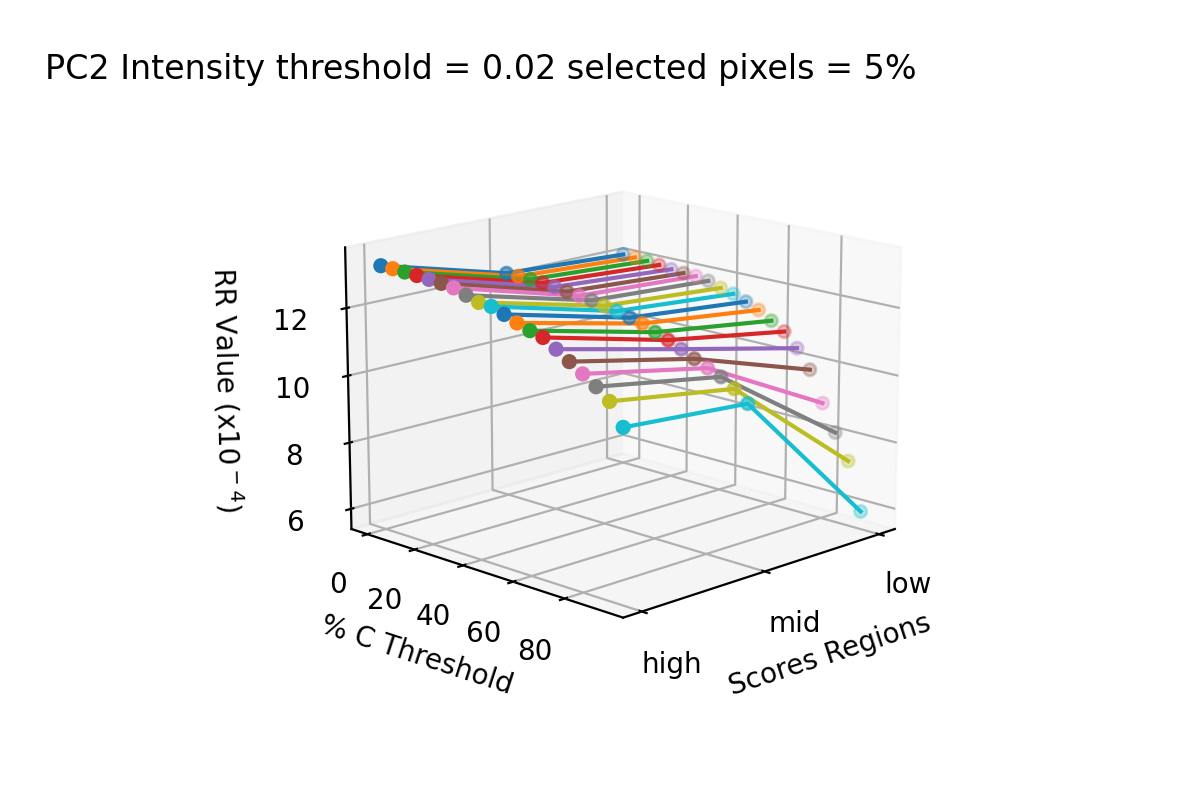 PC2 Intensity threshold = 0.02 selected pixels = 5%
RR Value (x10⁻⁴)
12
10
8
6
0
20
40
60
80
% C Threshold
high
mid
low
Scores Regions